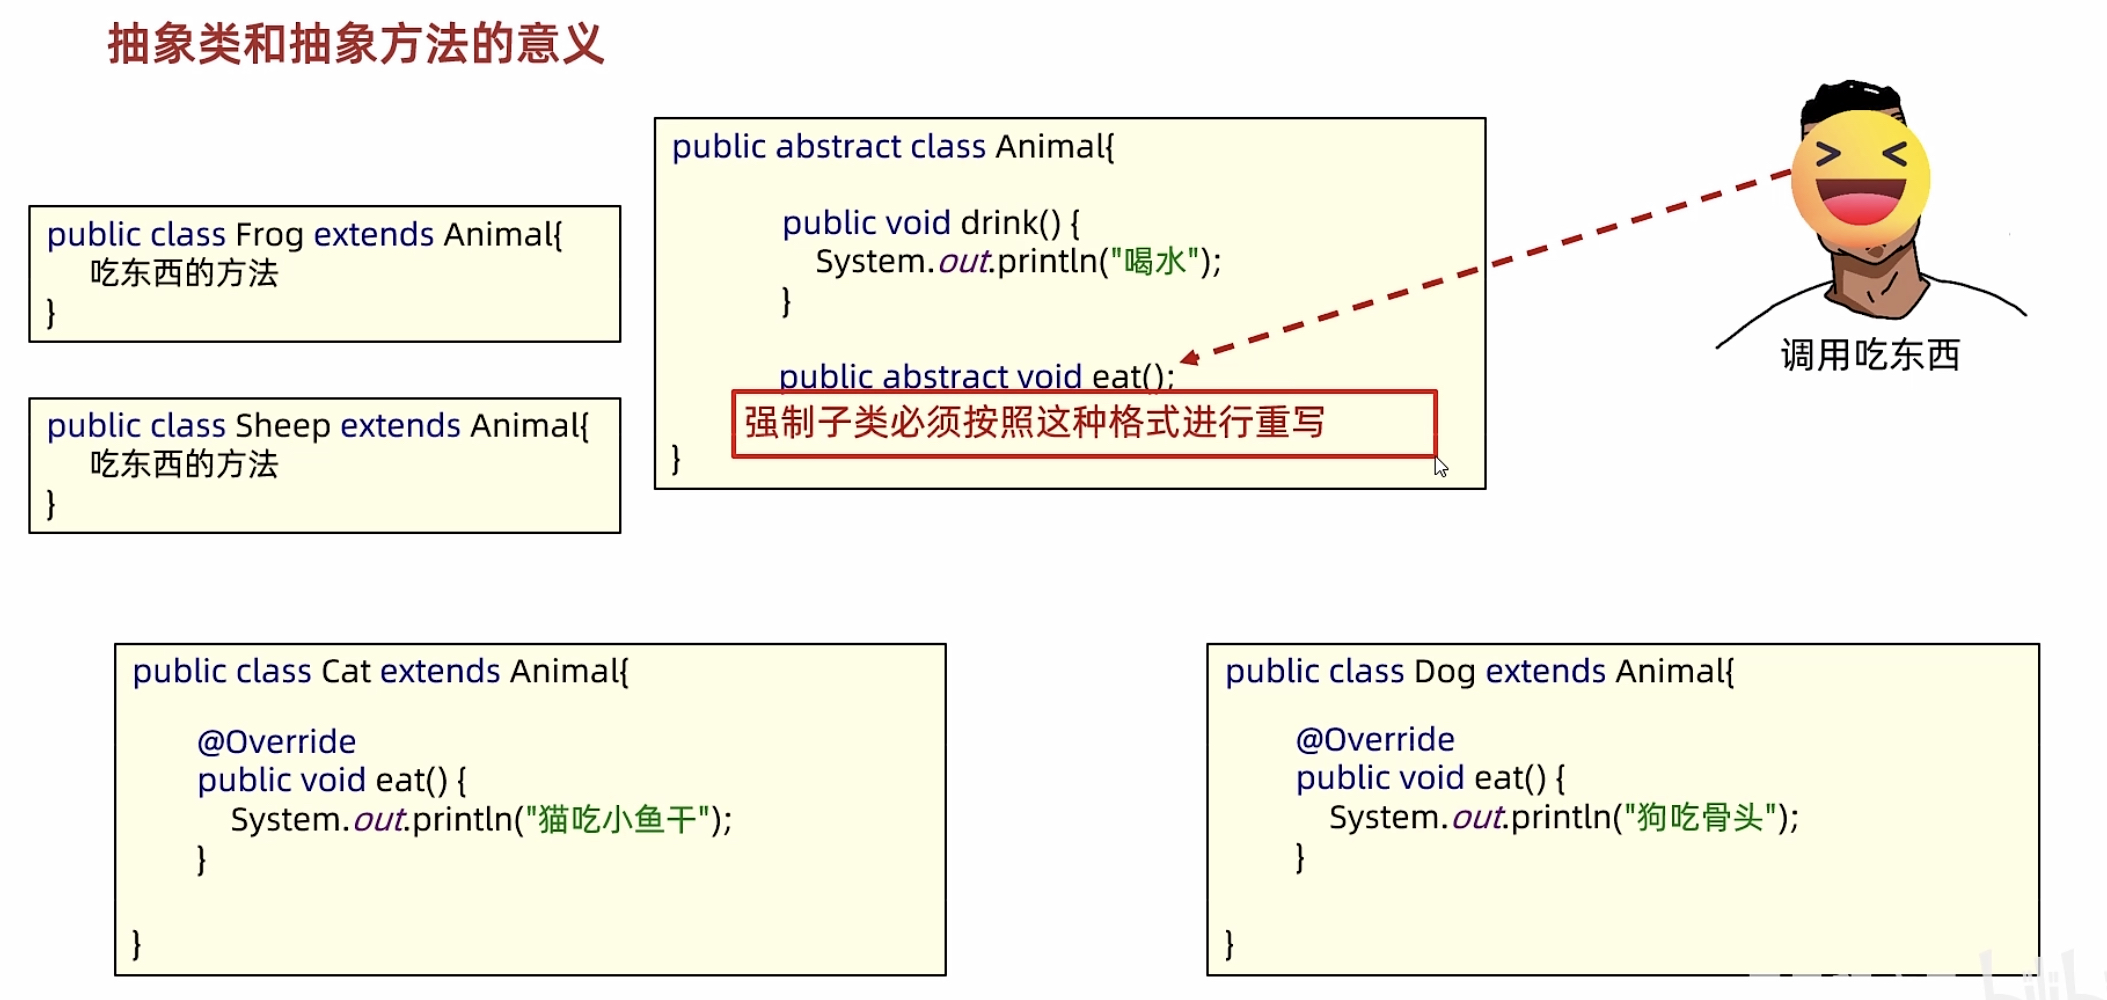 抽象类和抽象方法的意义
public abstract class Animal{
public void drink() {
System.out.println("喝水");
}
public abstract void eat();
强制子类必须按照这种格式进行重写
}
public class Frog extends Animal{
吃东西的方法
}
public class Sheep extends Animal{
吃东西的方法
}
调用吃东西
public class Cat extends Animal{
@Override
public void eat() {
System.out.println("猫吃小鱼干");
}
}
public class Dog extends Animal{
@Override
public void eat() {
System.out.println("狗吃骨头");
}
}